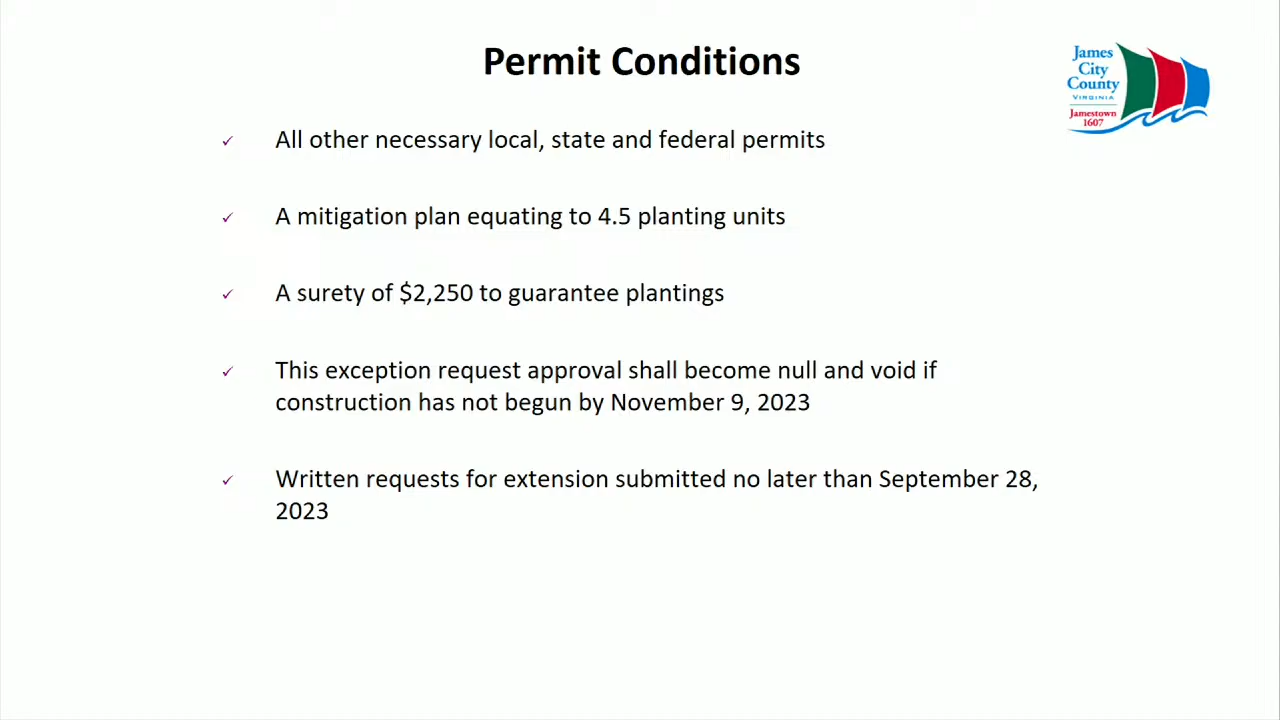 Permit Conditions
James
City
County
VIRGINIA
Jamestown
1607
✓ All other necessary local, state and federal permits
✓ A mitigation plan equating to 4.5 planting units
✓ A surety of $2,250 to guarantee plantings
✓ This exception request approval shall become null and void if
construction has not begun by November 9, 2023
✓ Written requests for extension submitted no later than September 28,
2023